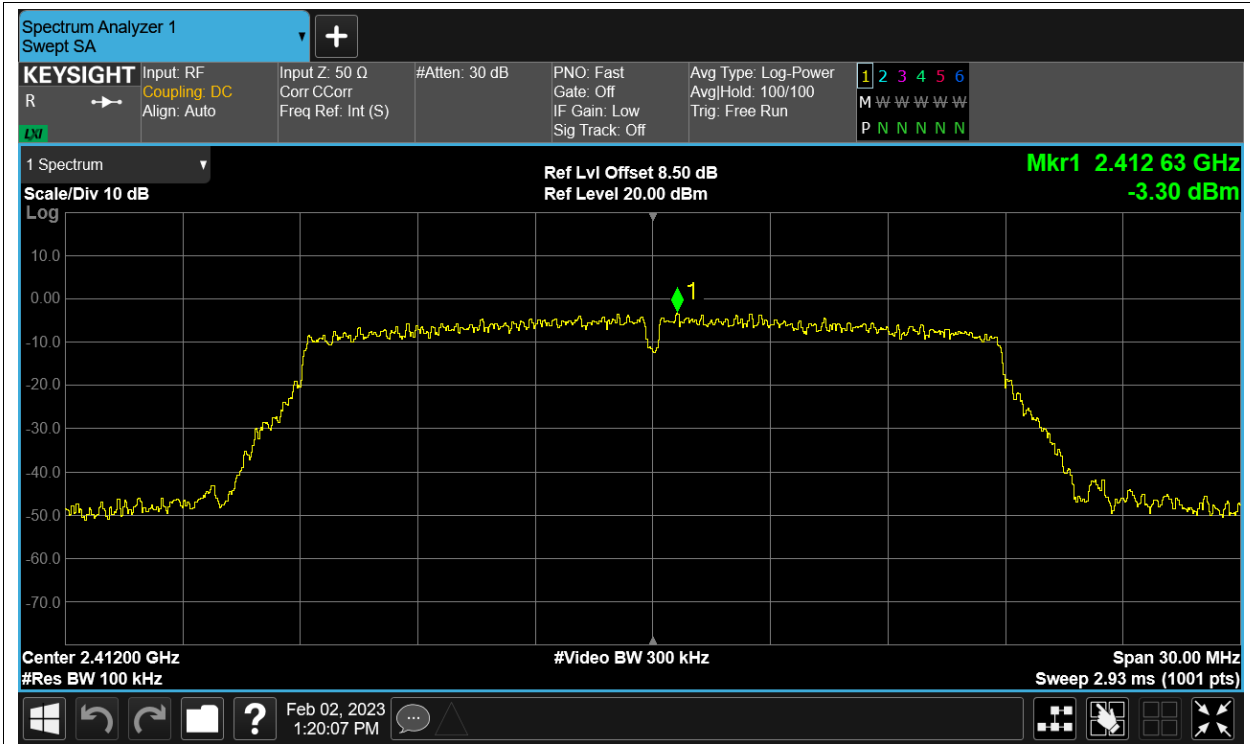 Spectrum Analyzer 1
Swept SA
KEYSIGHT
R
LXI
Input: RF
Coupling: DC
Align: Auto
Input Z: 50 Ω
Corr CCorr
Freq Ref: Int (S)
#Atten: 30 dB
PNO: Fast
Gate: Off
IF Gain: Low
Sig Track: Off
Avg Type: Log-Power
Avg|Hold: 100/100
Trig: Free Run
1 2 3 4 5 6
M W W W W W
P N N N N N
1 Spectrum
Scale/Div 10 dB
Log
Ref Lvl Offset 8.50 dB
Ref Level 20.00 dBm
Mkr1 2.412 63 GHz
-3.30 dBm
10.0
0.00
1
-10.0
-20.0
-30.0
-40.0
-50.0
-60.0
-70.0
Center 2.41200 GHz
#Video BW 300 kHz
Span 30.00 MHz
#Res BW 100 kHz
Sweep 2.93 ms (1001 pts)
?
Feb 02, 2023
1:20:07 PM